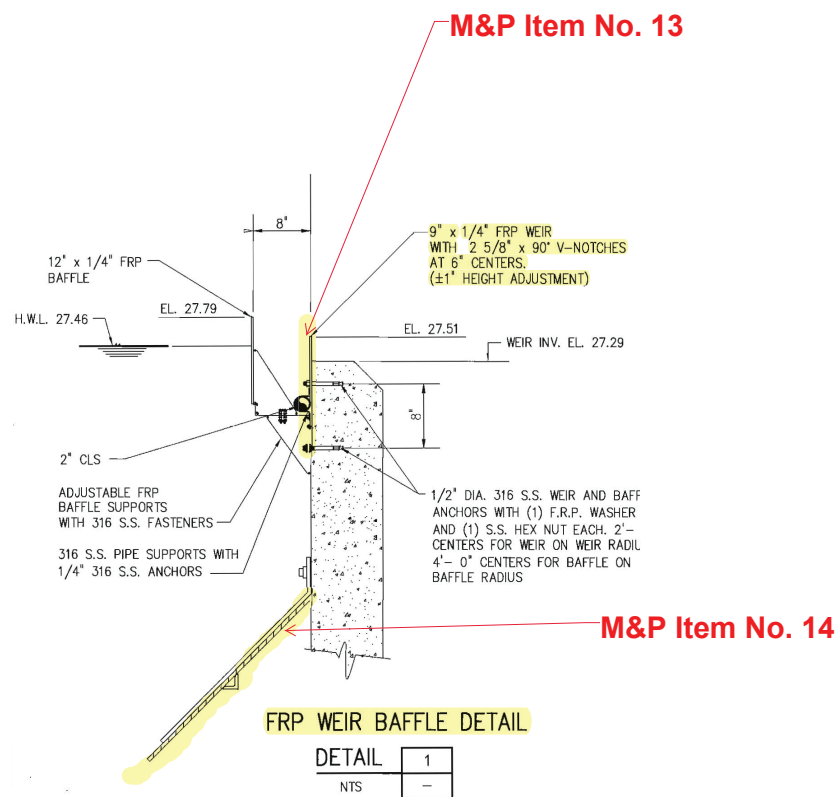 M&P Item No. 13
8"
9" x 1/4" FRP WEIR
WITH 2 5/8" x 90° V-NOTCHES
AT 6" CENTERS.
(±1" HEIGHT ADJUSTMENT)
12" x 1/4" FRP
BAFFLE
EL. 27.79
H.W.L. 27.46
EL. 27.51
WEIR INV. EL. 27.29
8"
2" CLS
ADJUSTABLE FRP
BAFFLE SUPPORTS
WITH 316 S.S. FASTENERS
316 S.S. PIPE SUPPORTS WITH
1/4" 316 S.S. ANCHORS
1/2" DIA. 316 S.S. WEIR AND BAFF
ANCHORS WITH (1) F.R.P. WASHER
AND (1) S.S. HEX NUT EACH. 2'-
CENTERS FOR WEIR ON WEIR RADIU
4'- 0" CENTERS FOR BAFFLE ON
BAFFLE RADIUS
M&P Item No. 14
FRP WEIR BAFFLE DETAIL
DETAIL 1
NTS –